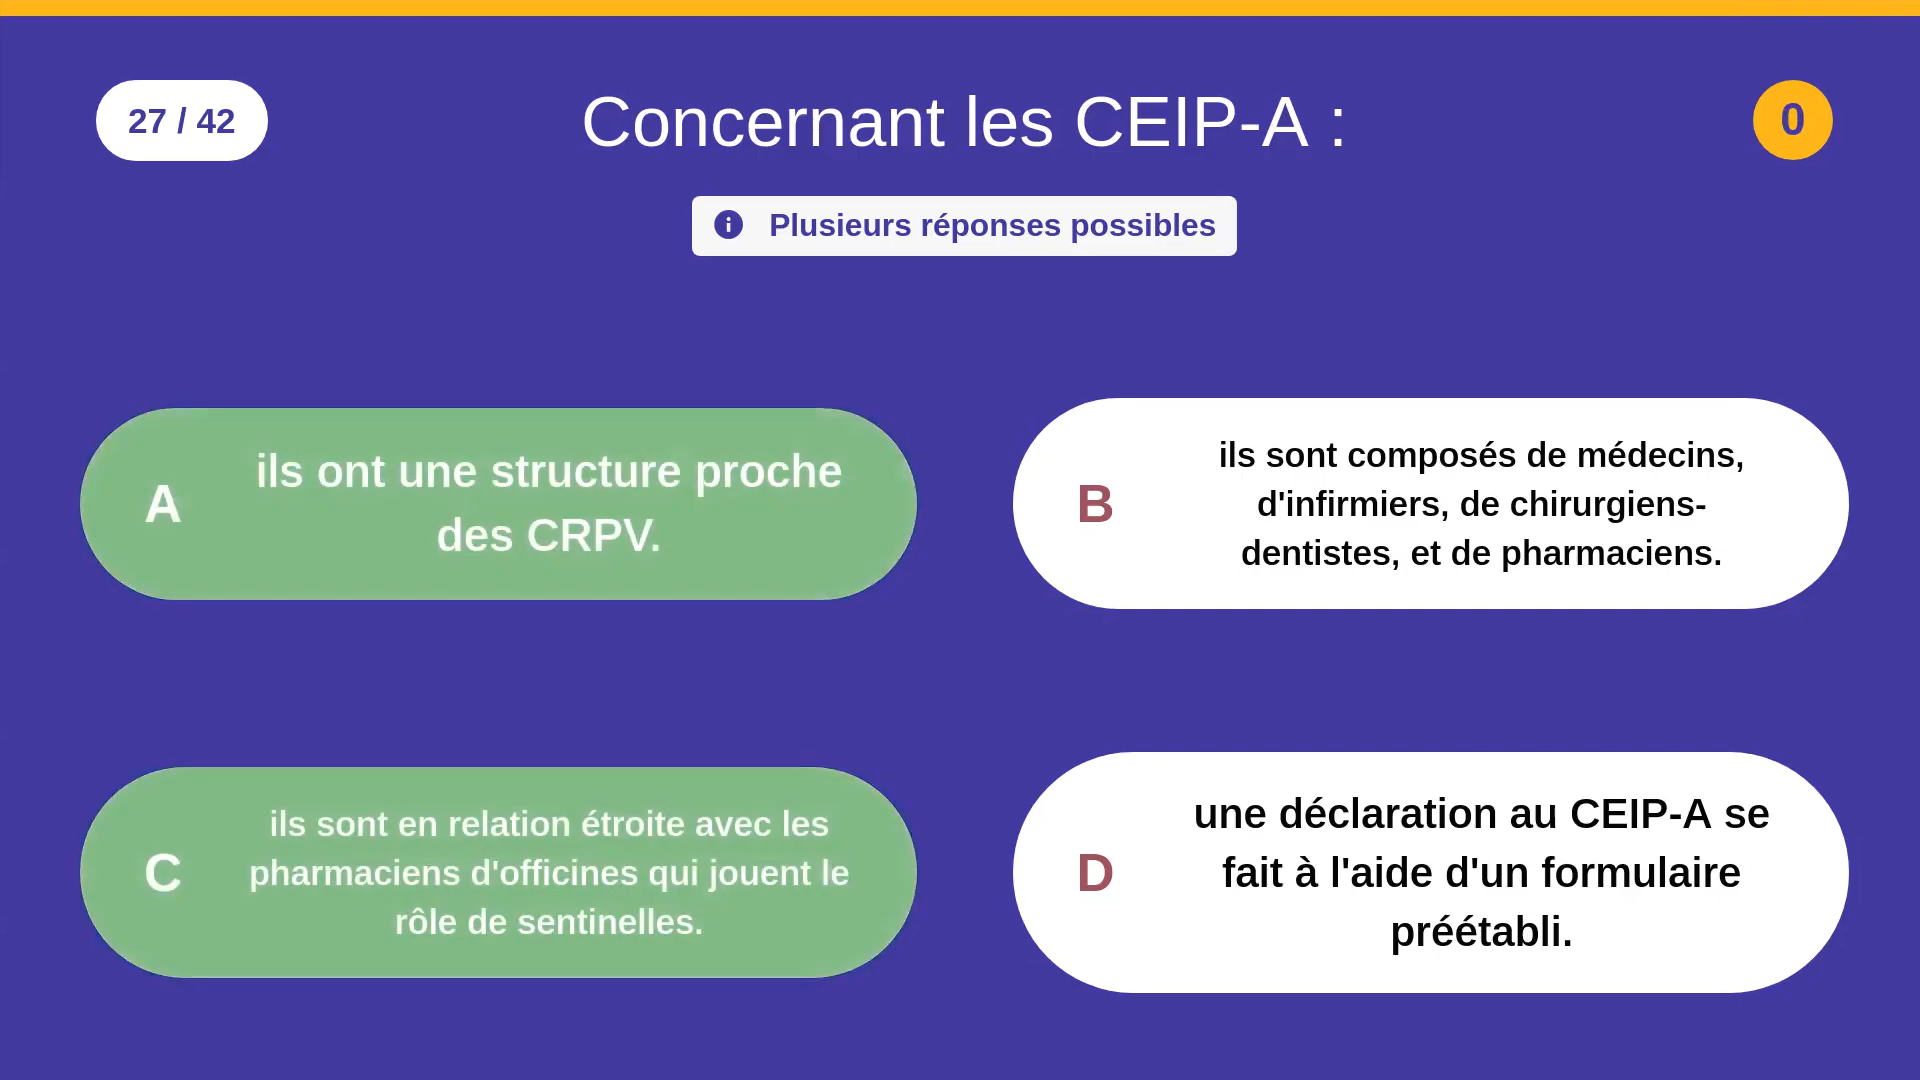 27 / 42
Concernant les CEIP-A :
0
Plusieurs réponses possibles
A
ils ont une structure proche
des CRPV.
B
ils sont composés de médecins,
d'infirmiers, de chirurgiens-
dentistes, et de pharmaciens.
C
ils sont en relation étroite avec les
pharmaciens d'officines qui jouent le
rôle de sentinelles.
D
une déclaration au CEIP-A se
fait à l'aide d'un formulaire
préétabli.